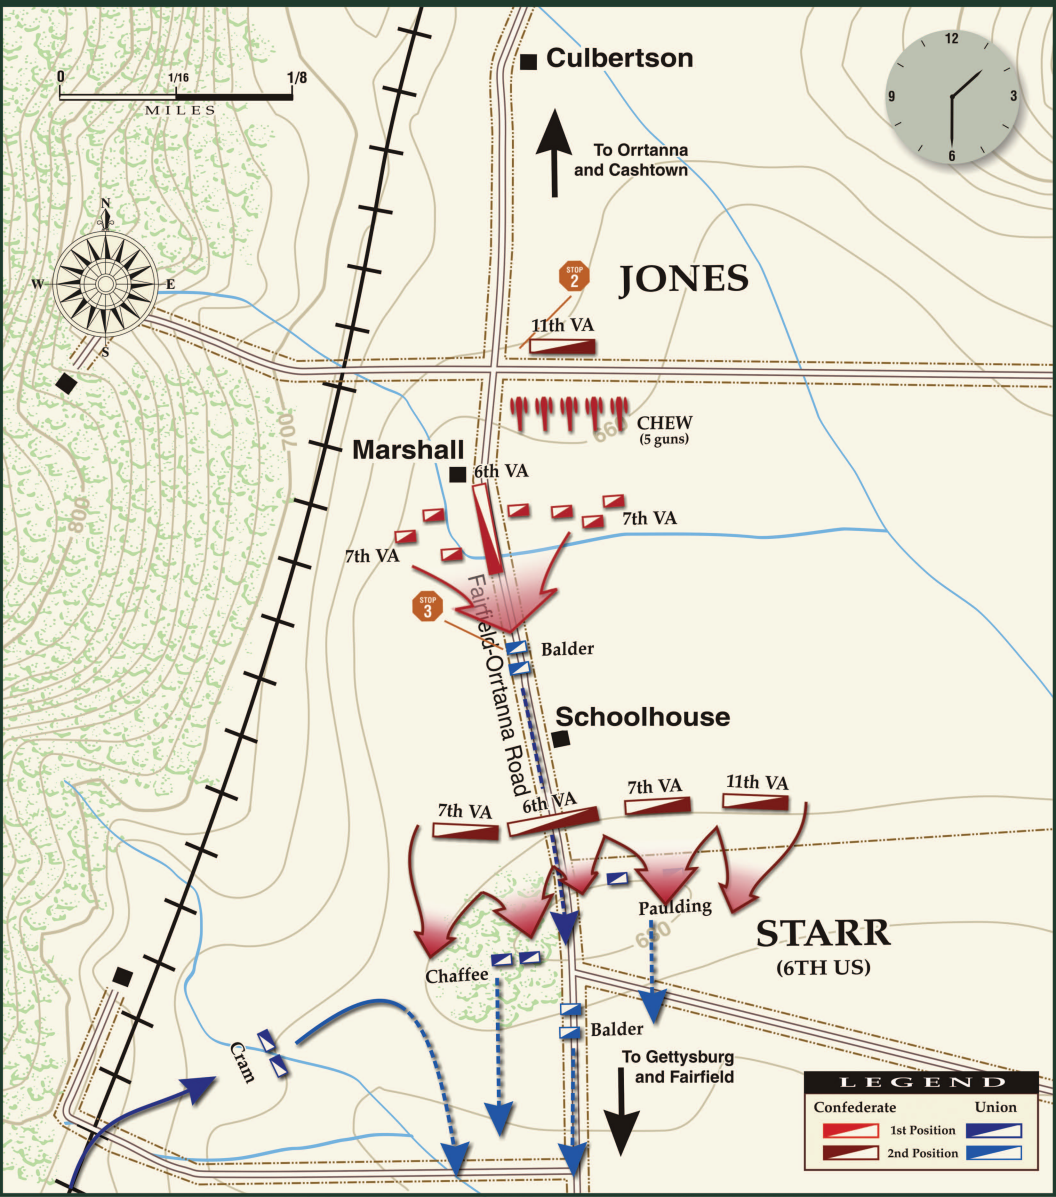 Culbertson
12
9
3
6
0
1/16
1/8
MILES
To Orrtanna
and Cashtown
N
W
E
S
STOP
2
JONES
11th VA
CHEW
(5 guns)
660
700
800
Marshall
6th VA
7th VA
7th VA
STOP
3
Fairfield-Orrtanna Road
Balder
Schoolhouse
7th VA
6th VA
7th VA
11th VA
Paulding
STARR
(6TH US)
Chaffee
Cram
Balder
To Gettysburg
and Fairfield
LEGEND
Confederate
Union
1st Position
2nd Position